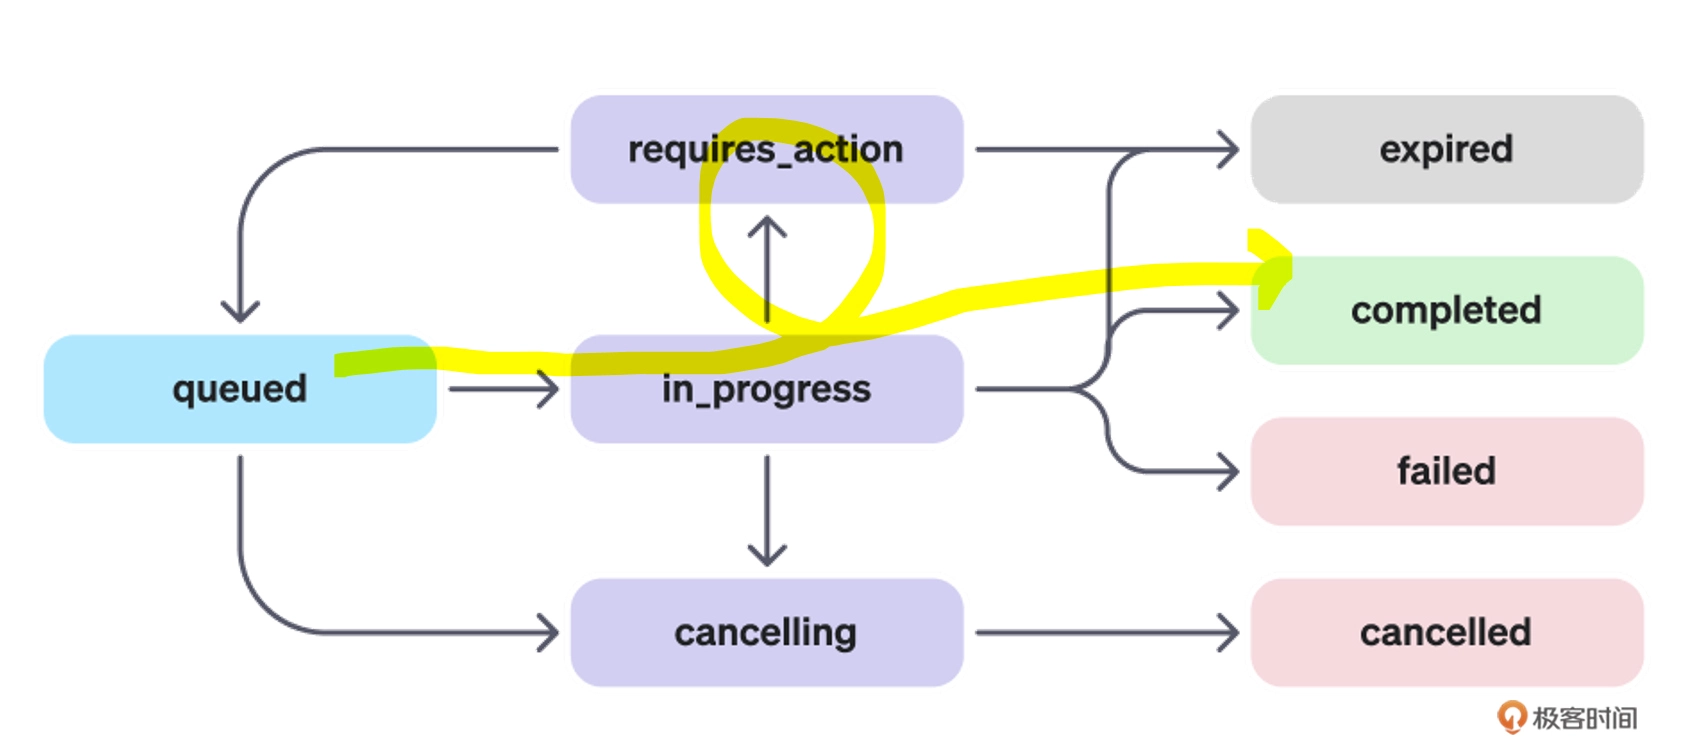 requires_action
expired
completed
queued
in_progress
failed
cancelling
cancelled
极客时间